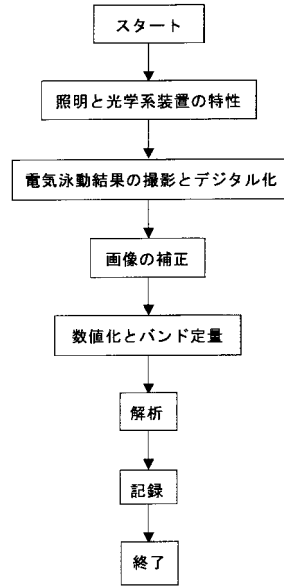 スタート
照明と光学系装置の特性
電気泳動結果の撮影とデジタル化
画像の補正
数値化とバンド定量
解析
記録
終了